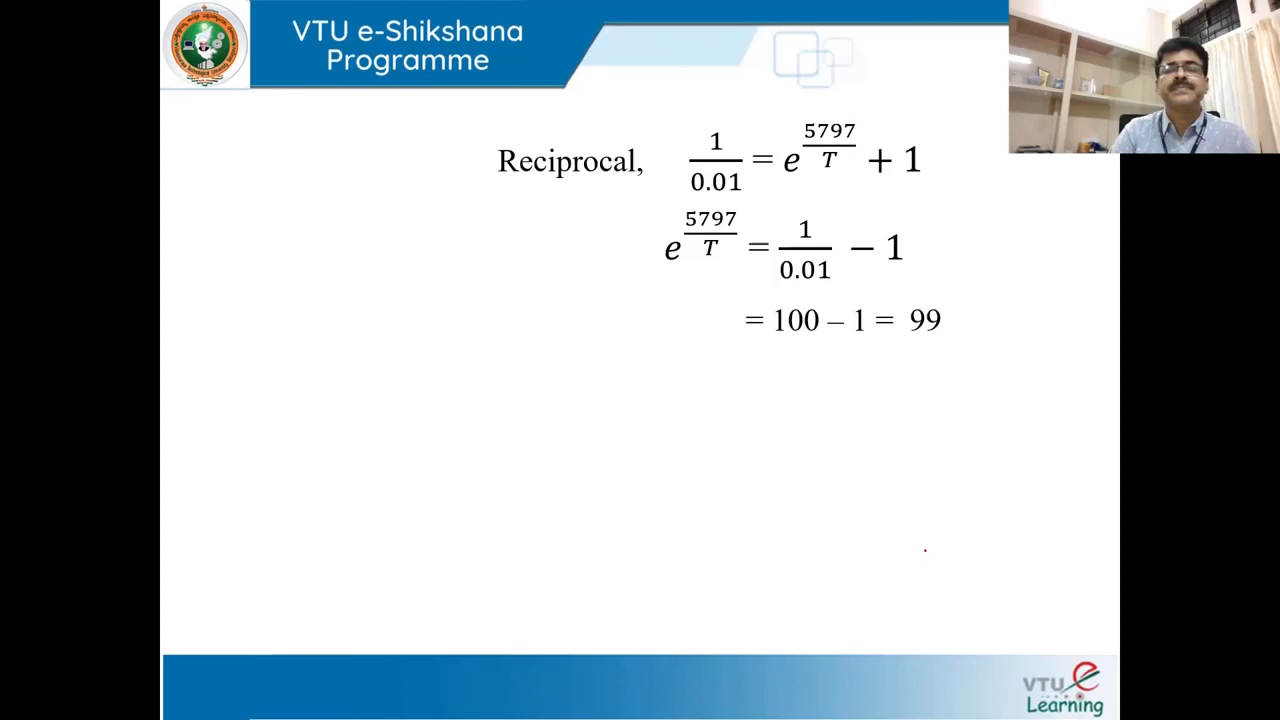 VTU e-Shikshana
Programme
Reciprocal, 1/0.01 = e^(5797/T) + 1
e^(5797/T) = 1/0.01 − 1
= 100 – 1 = 99
VTU e
Learning